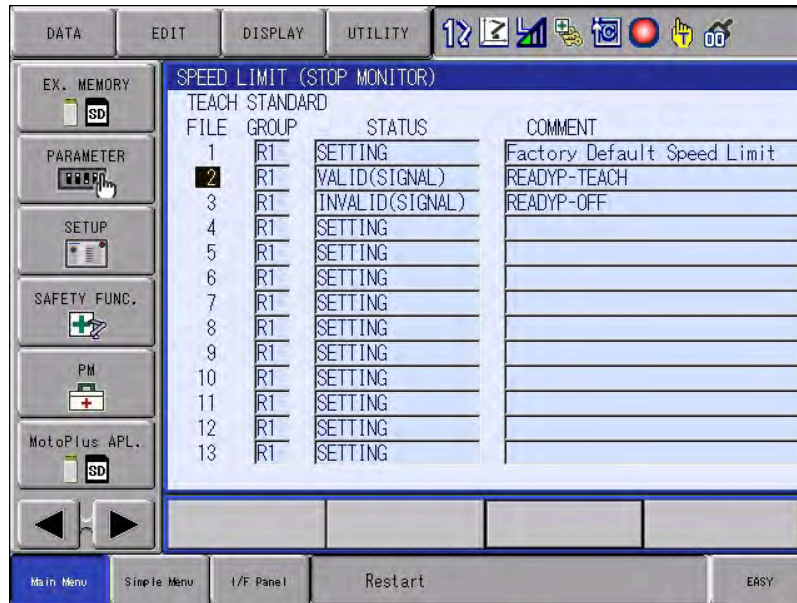 DATA EDIT DISPLAY UTILITY
EX. MEMORY
SD
PARAMETER
SETUP
SAFETY FUNC.
PM
MotoPlus APL.
SD
SPEED LIMIT (STOP MONITOR)
TEACH STANDARD
FILE GROUP STATUS COMMENT
1 R1 SETTING Factory Default Speed Limit
2 R1 VALID(SIGNAL) READYP-TEACH
3 R1 INVALID(SIGNAL) READYP-OFF
4 R1 SETTING
5 R1 SETTING
6 R1 SETTING
7 R1 SETTING
8 R1 SETTING
9 R1 SETTING
10 R1 SETTING
11 R1 SETTING
12 R1 SETTING
13 R1 SETTING
Main Menu Simple Menu I/F Panel Restart EASY